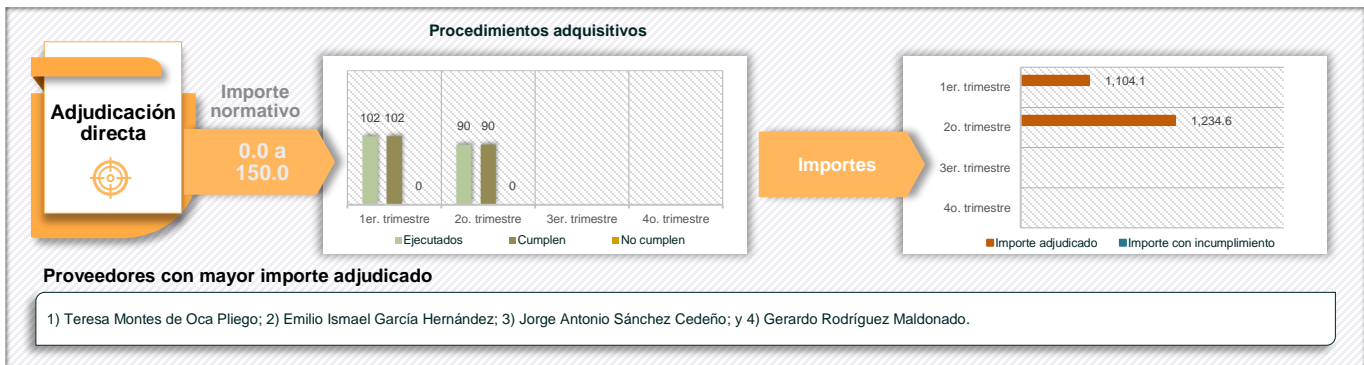 Procedimientos adquisitivos
Adjudicación
directa
Importe
normativo
0.0 a
150.0
102 102
0
90 90
0
1er. trimestre 2o. trimestre 3er. trimestre 4o. trimestre
Ejecutados Cumplen No cumplen
Importes
1er. trimestre 1,104.1
2o. trimestre 1,234.6
3er. trimestre
4o. trimestre
Importe adjudicado Importe con incumplimiento
Proveedores con mayor importe adjudicado
1) Teresa Montes de Oca Pliego; 2) Emilio Ismael García Hernández; 3) Jorge Antonio Sánchez Cedeño; y 4) Gerardo Rodríguez Maldonado.